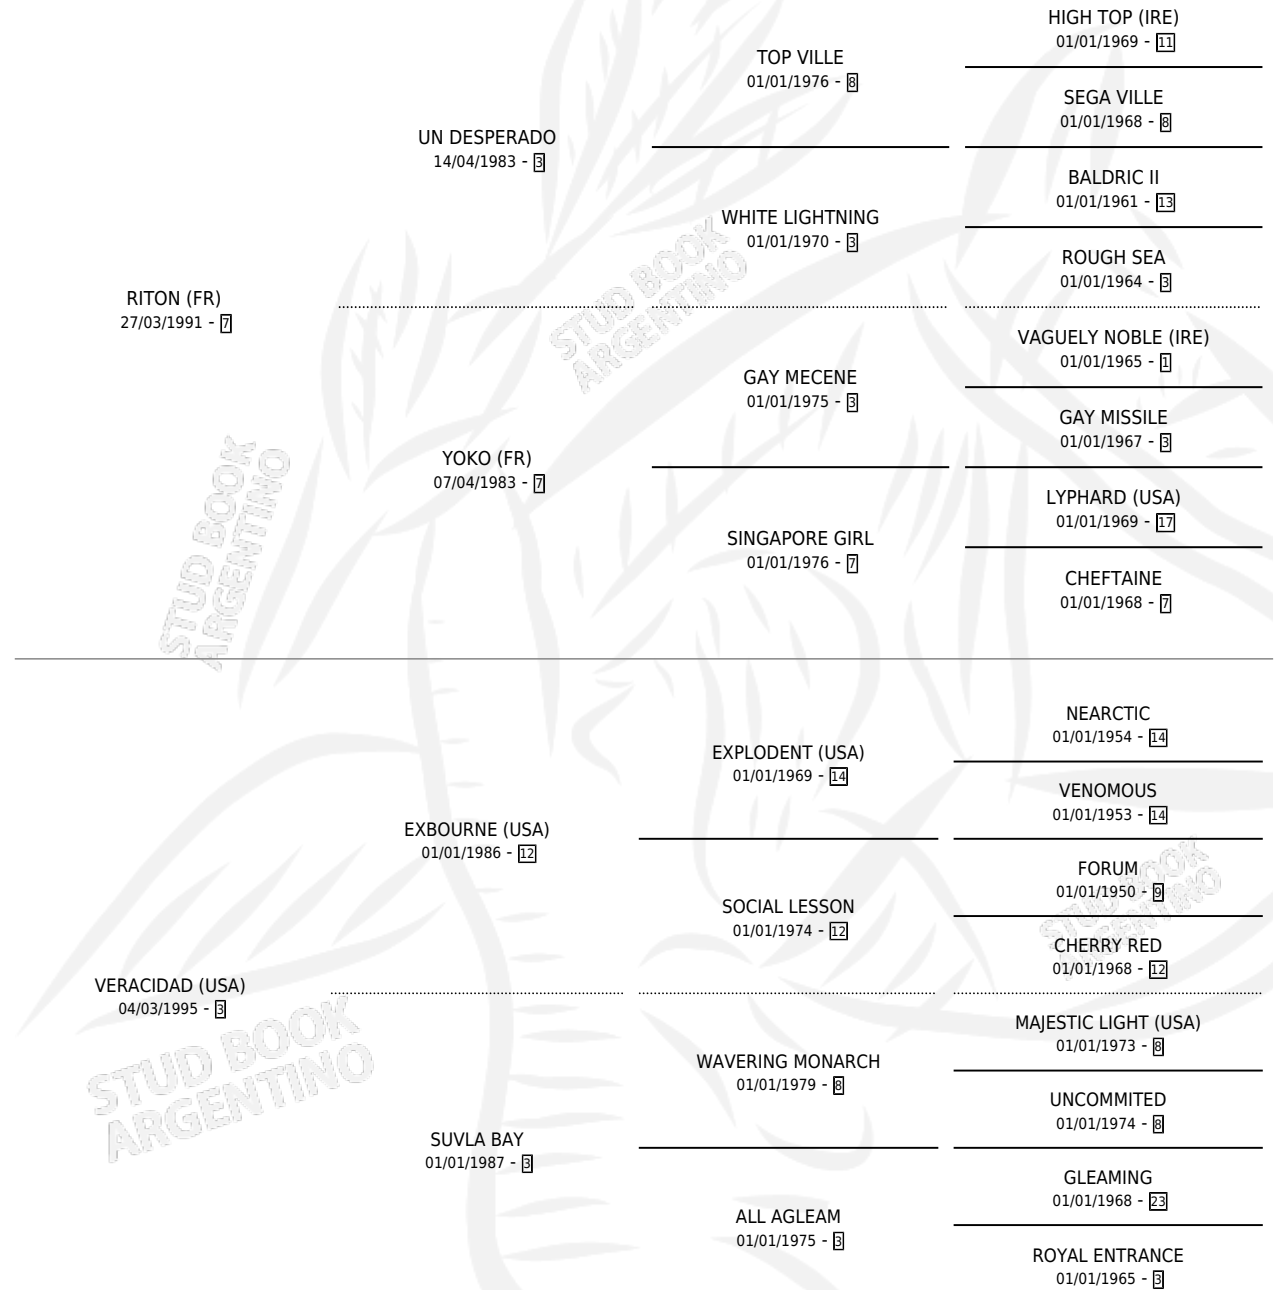 HIGH TOP (IRE)
01/01/1969 - 11
TOP VILLE
01/01/1976 - 8
SEGA VILLE
01/01/1968 - 8
UN DESPERADO
14/04/1983 - 3
BALDRIC II
01/01/1961 - 13
WHITE LIGHTNING
01/01/1970 - 3
ROUGH SEA
01/01/1964 - 3
RITON (FR)
27/03/1991 - 7
VAGUELY NOBLE (IRE)
01/01/1965 - 1
GAY MECENE
01/01/1975 - 3
GAY MISSILE
01/01/1967 - 3
YOKO (FR)
07/04/1983 - 7
LYPHARD (USA)
01/01/1969 - 17
SINGAPORE GIRL
01/01/1976 - 7
CHEFTAINE
01/01/1968 - 7
NEARCTIC
01/01/1954 - 14
EXPLODENT (USA)
01/01/1969 - 14
VENOMOUS
01/01/1953 - 14
EXBOURNE (USA)
01/01/1986 - 12
FORUM
01/01/1950 - 9
SOCIAL LESSON
01/01/1974 - 12
CHERRY RED
01/01/1968 - 12
VERACIDAD (USA)
04/03/1995 - 3
MAJESTIC LIGHT (USA)
01/01/1973 - 8
WAVERING MONARCH
01/01/1979 - 8
UNCOMMITED
01/01/1974 - 8
SUVLA BAY
01/01/1987 - 3
GLEAMING
01/01/1968 - 23
ALL AGLEAM
01/01/1975 - 3
ROYAL ENTRANCE
01/01/1965 - 3
STUD BOOK
ARGENTINO
STUD BOOK
ARGENTINO
STUD BOOK
ARGENTINO
STUD BOOK
ARGENTINO